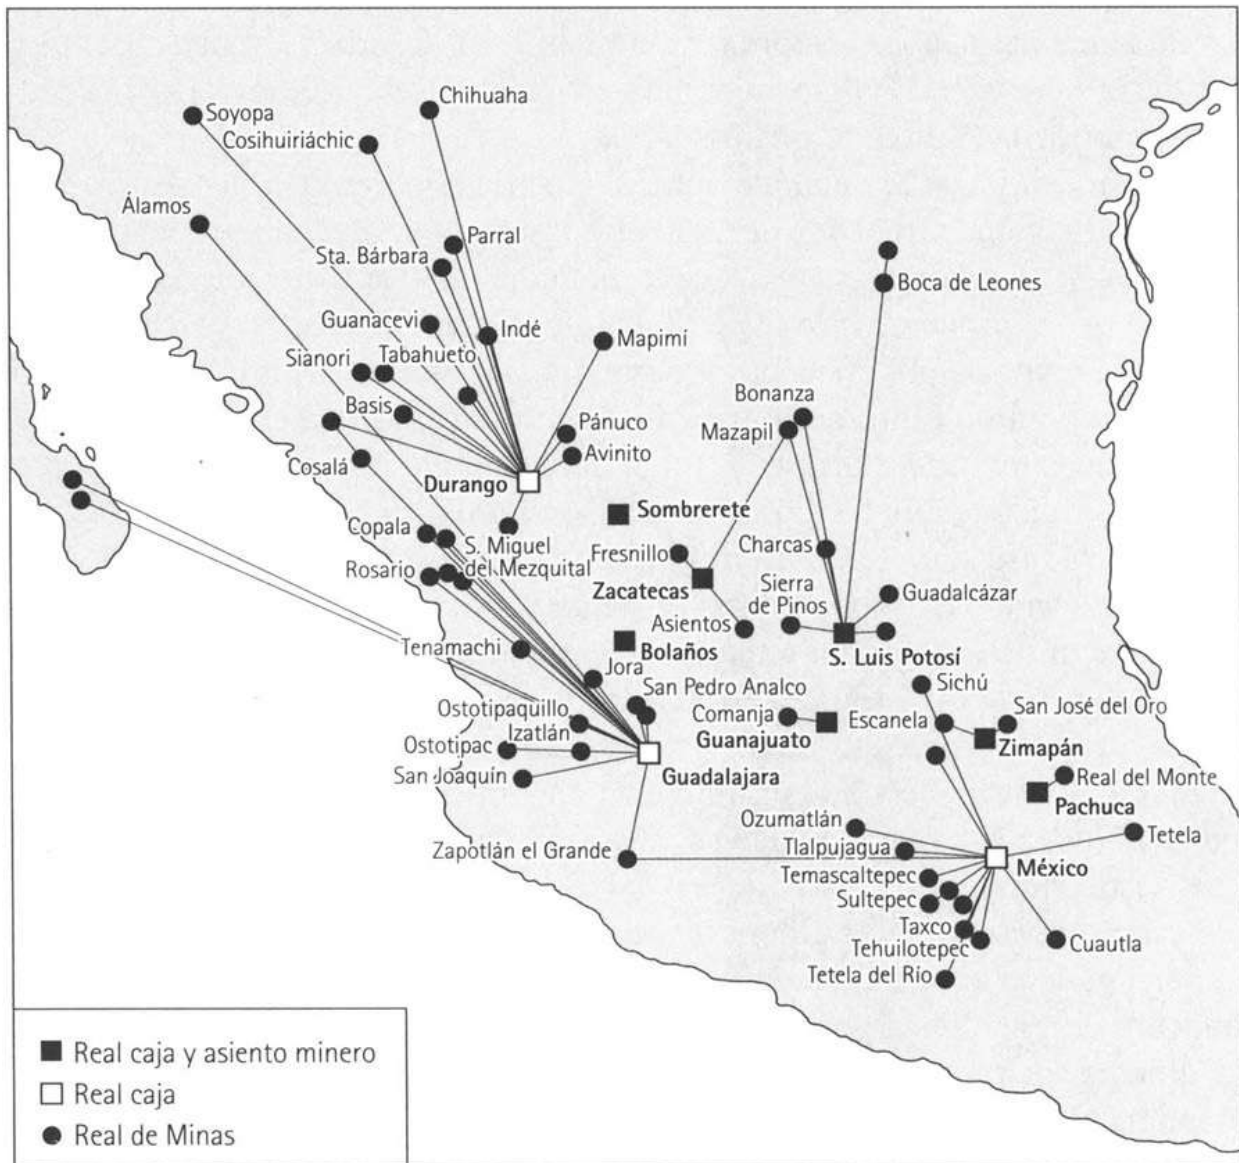 Chihuaha
Soyopa
Cosihuiriáchic
Álamos
Parral
Sta. Bárbara
Boca de Leones
Guanacevi
Indé
Mapimí
Siànori
Tabahueto
Basis
Bonanza
Pánuco
Mazapil
Avinito
Cosalá
Durango
Sombrerete
Copala
S. Miguel
del Mezquital
Fresnillo
Charcas
Rosario
Zacatecas
Sierra
de Pinos
Guadalcázar
Asientos
Tenamachi
Bolaños
S. Luis Potosí
Jora
Sichú
San Pedro Analco
Ostotipaquillo
Comanja
Escanela
San José del Oro
Izatlán
Guanajuato
Zimapán
Ostotipac
San Joaquín
Guadalajara
Real del Monte
Pachuca
Ozumatlán
Tetela
Zapotlán el Grande
Tlalpujagua
México
Temascaltepec
Sultepec
Taxco
Tehuilotepec
Cuautla
Tetela del Río
Real caja y asiento minero
Real caja
Real de Minas